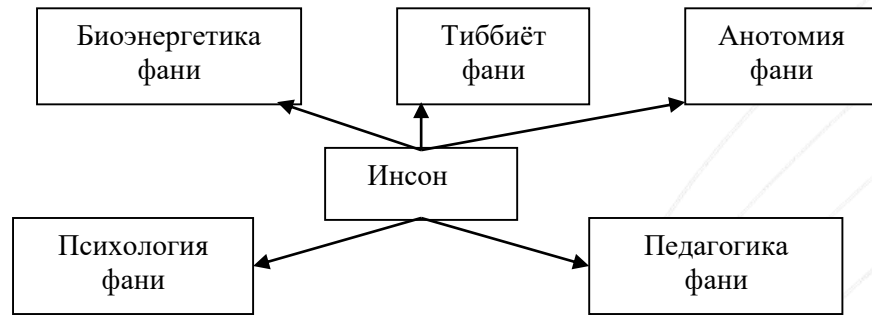 Биоэнергетика
фани
Тиббиёт
фани
Анотомия
фани
Инсон
Психология
фани
Педагогика
фани